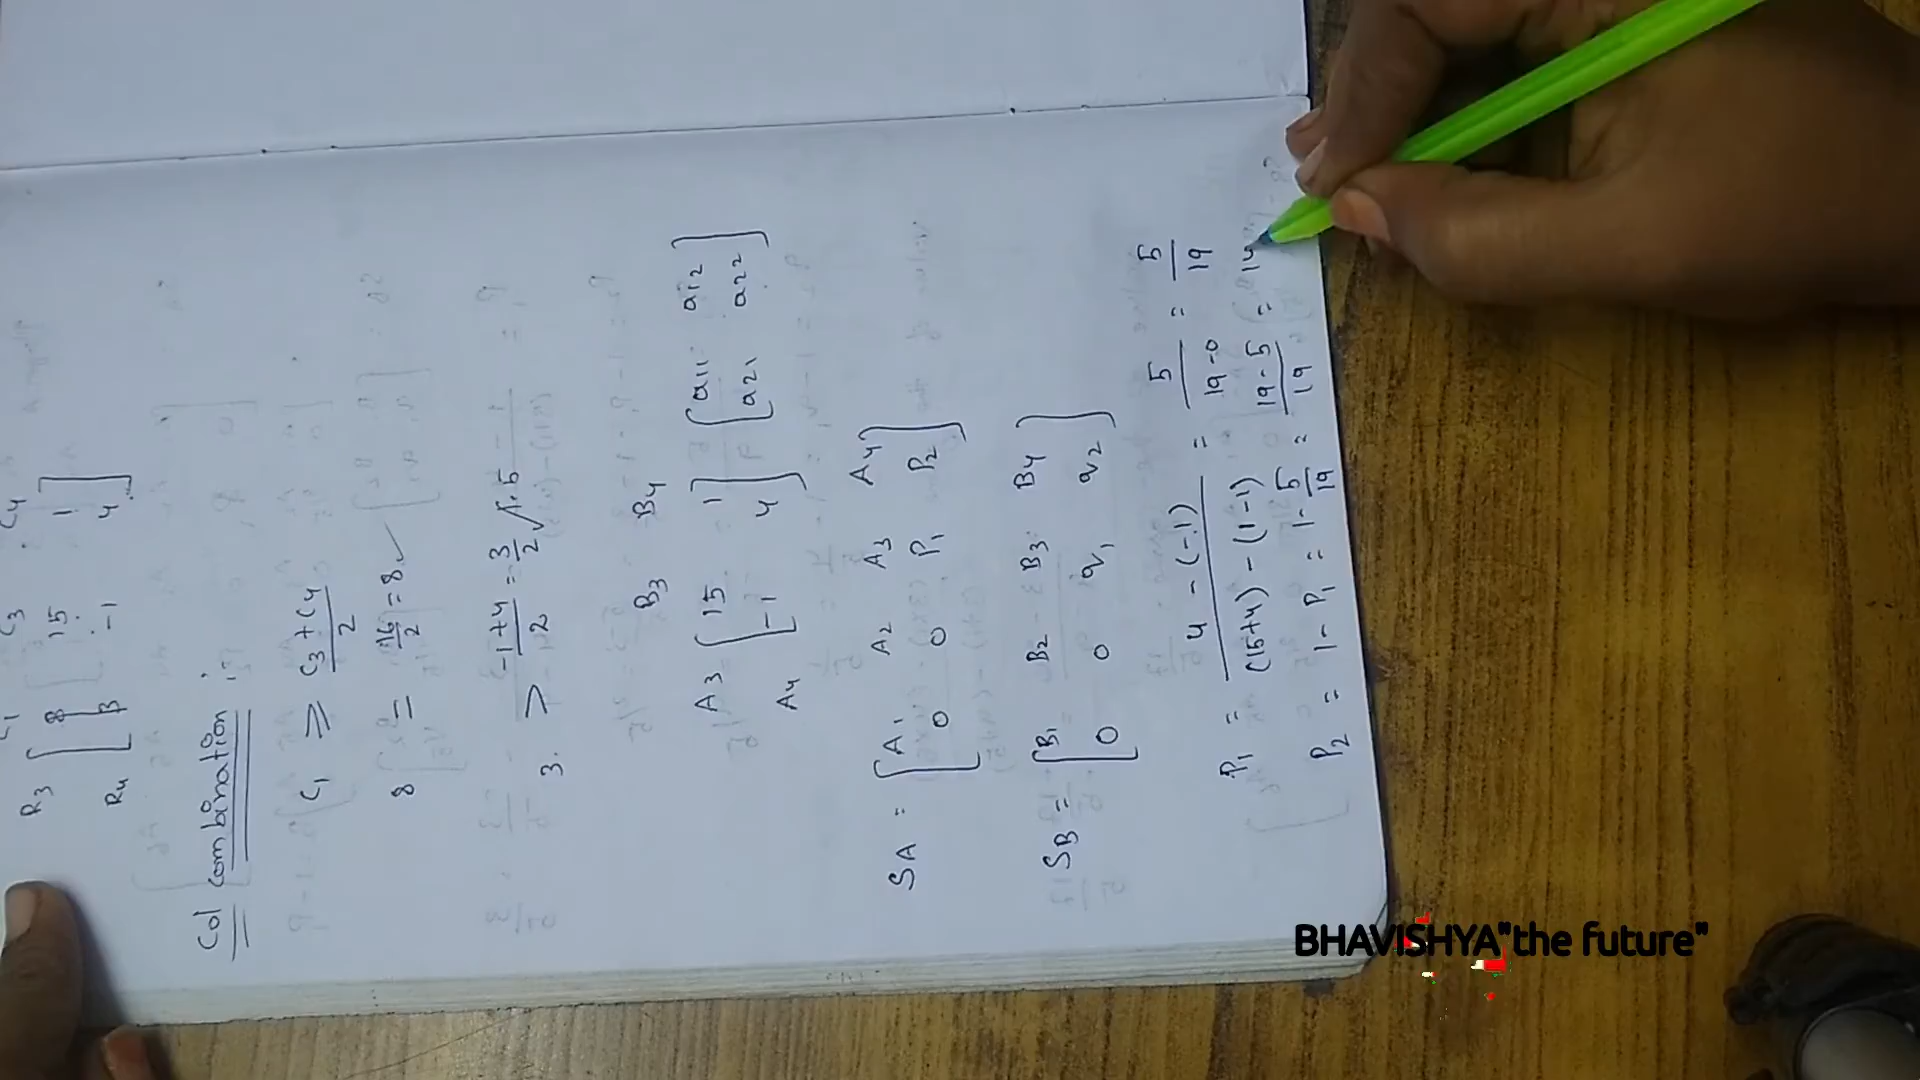 C1 C3 C4
R3 [ 8 15 1 ]
R4 [ 3 -1 4 ]
Col combination :
C1 ≥ C3+C4 / 2
8 = 16/2 = 8 ✓
3 > -1+4 / 2 = 3/2 √1.5
B3 B4
A3 [ 15 1 ] [ a11 a12 ]
A4 [ -1 4 ] [ a21 a22 ]
SA = [ A1 A2 A3 A4 ]
0 0 P1 P2
SB = [ B1 B2 B3 B4 ]
0 0 q1 q2
P1 = 4-(-1) / (15+4)-(1-1) = 5 / 19-0 = 5/19
P2 = 1-P1 = 1-5/19 = 19-5 / 19 = 14
BHAVISHYA"the future"